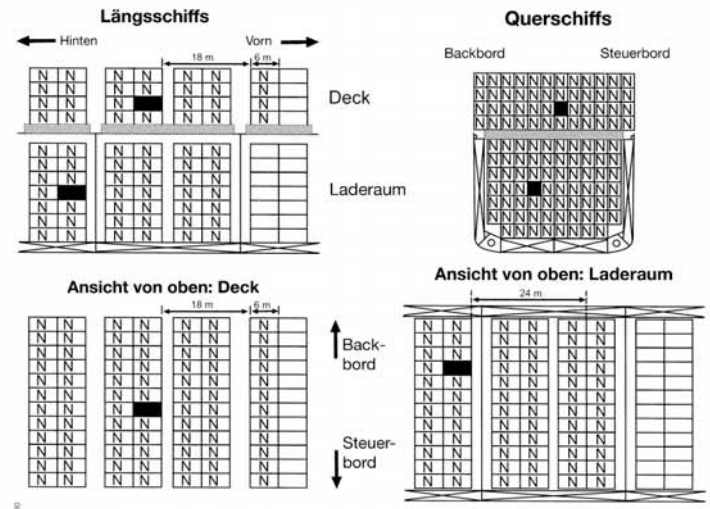 Längsschiffs
Hinten
Vorn
18 m
6 m
Deck
Laderaum
Querschiffs
Backbord
Steuerbord
Ansicht von oben: Deck
18 m
6 m
Back-
bord
Steuer-
bord
Ansicht von oben: Laderaum
24 m